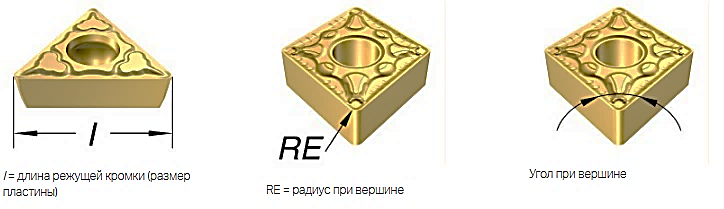 l
RE
l = длина режущей кромки (размер
пластины)
RE = радиус при вершине
Угол при вершине